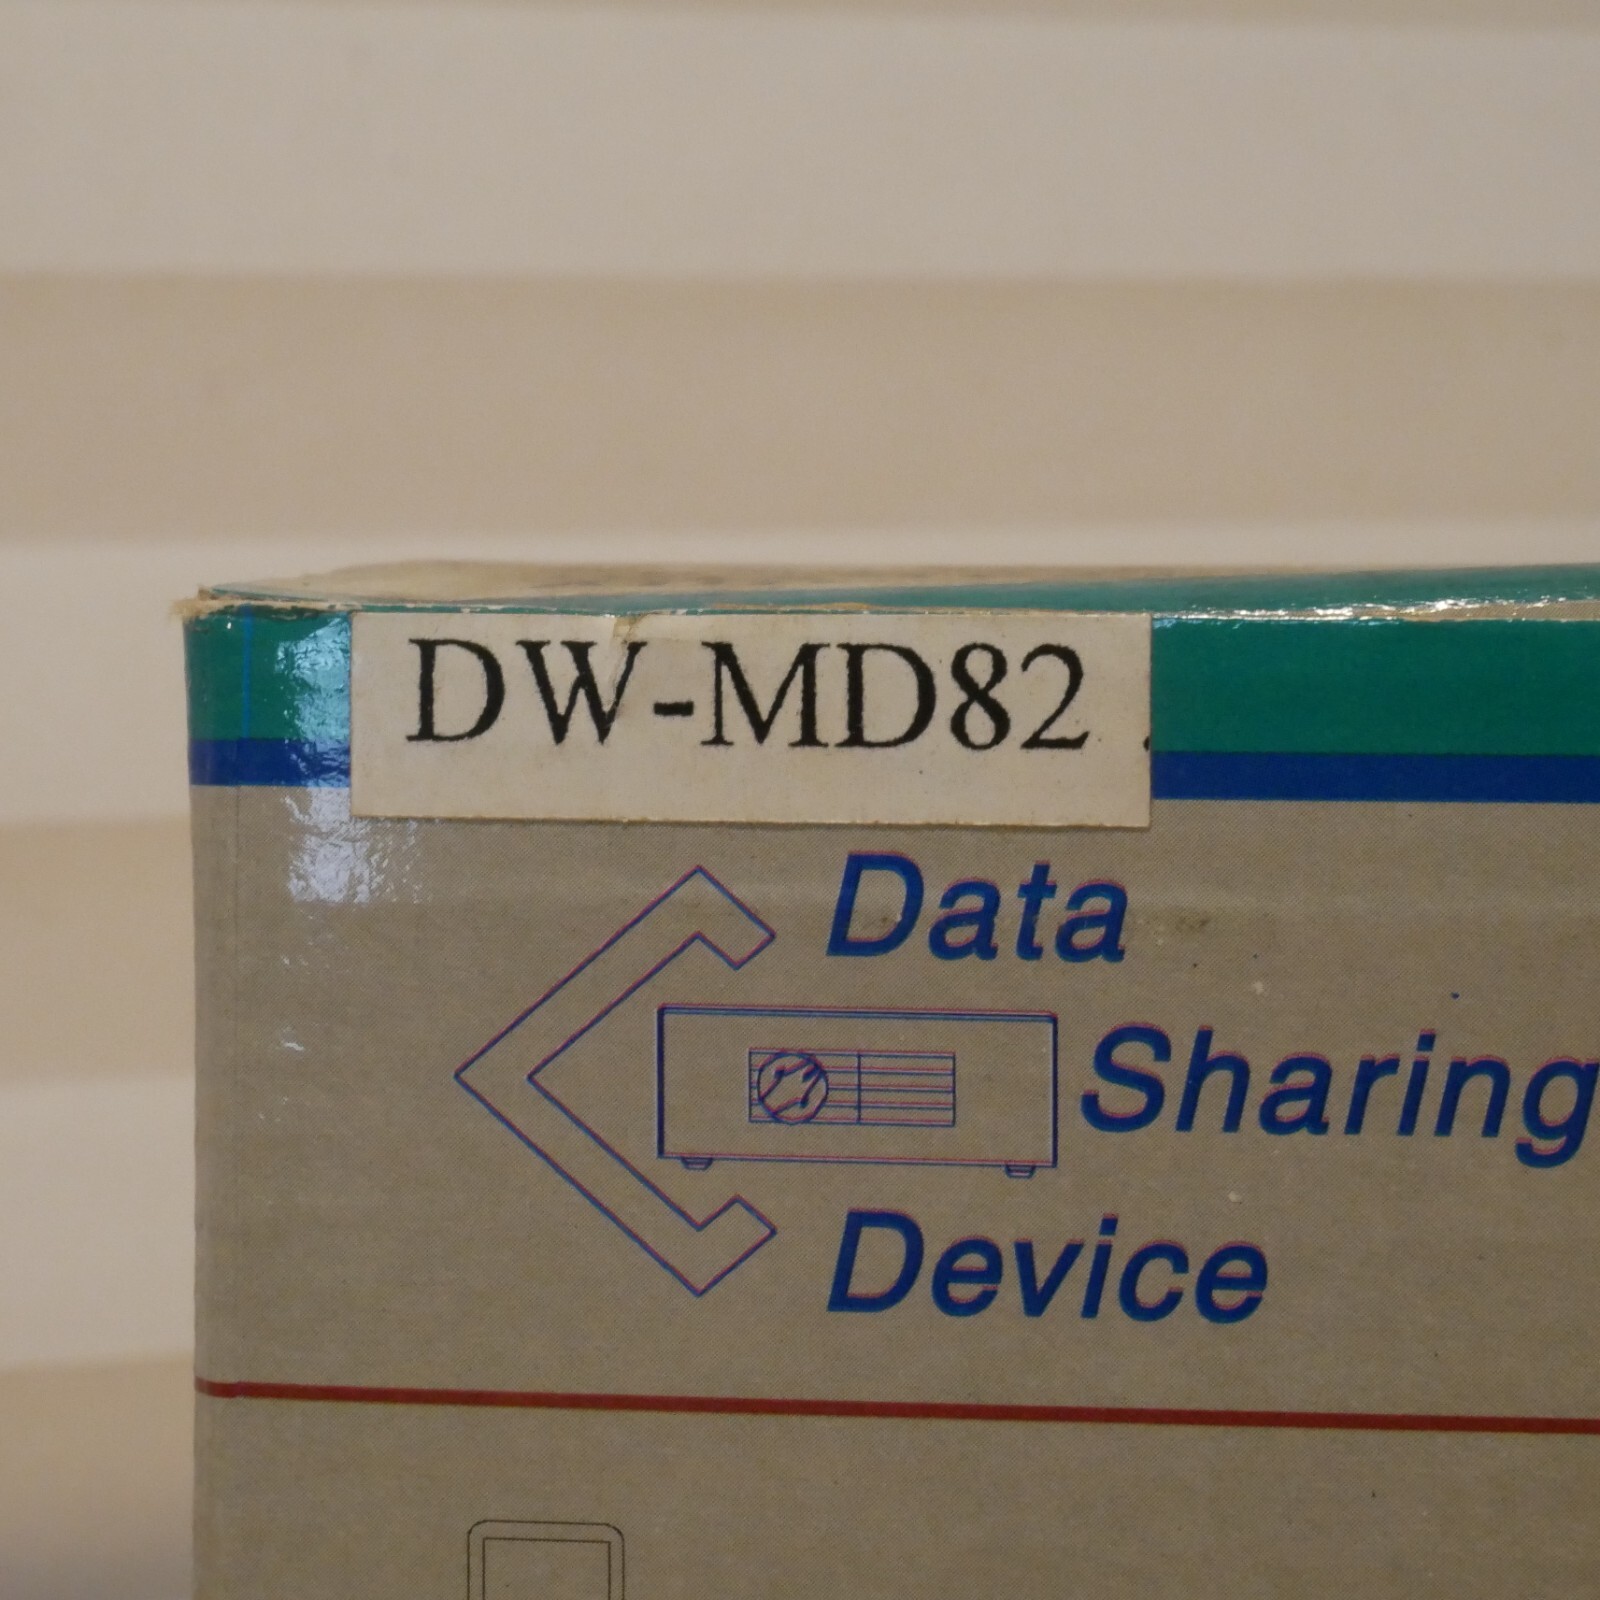 DW-MD82
Data
Sharing
Device